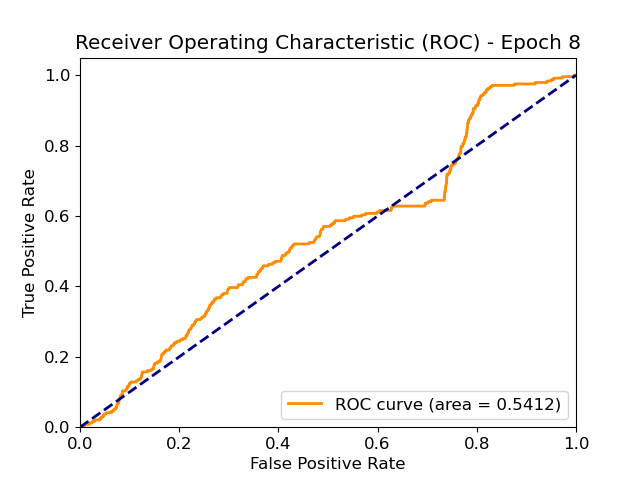 Receiver Operating Characteristic (ROC) - Epoch 8
True Positive Rate
1.0
0.8
0.6
0.4
0.2
0.0
ROC curve (area = 0.5412)
0.0 0.2 0.4 0.6 0.8 1.0
False Positive Rate